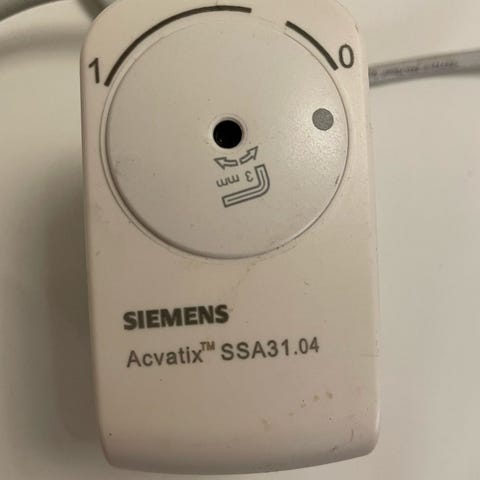 1 0
3 mm
SIEMENS
Acvatix™ SSA31.04